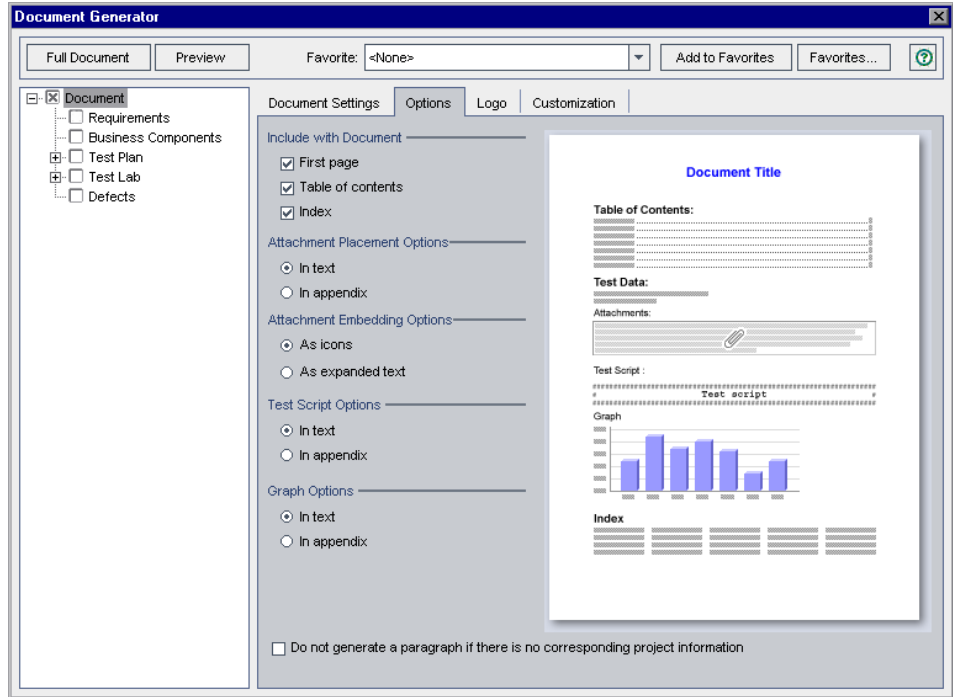 Document Generator
Full Document Preview Favorite: <None> Add to Favorites Favorites... ?
Document
Requirements
Business Components
Test Plan
Test Lab
Defects
Document Settings Options Logo Customization
Include with Document
First page
Table of contents
Index
Attachment Placement Options
In text
In appendix
Attachment Embedding Options
As icons
As expanded text
Test Script Options
In text
In appendix
Graph Options
In text
In appendix
Document Title
Table of Contents:
Test Data:
Attachments:
Test Script :
# Test script #
Graph
Index
Do not generate a paragraph if there is no corresponding project information